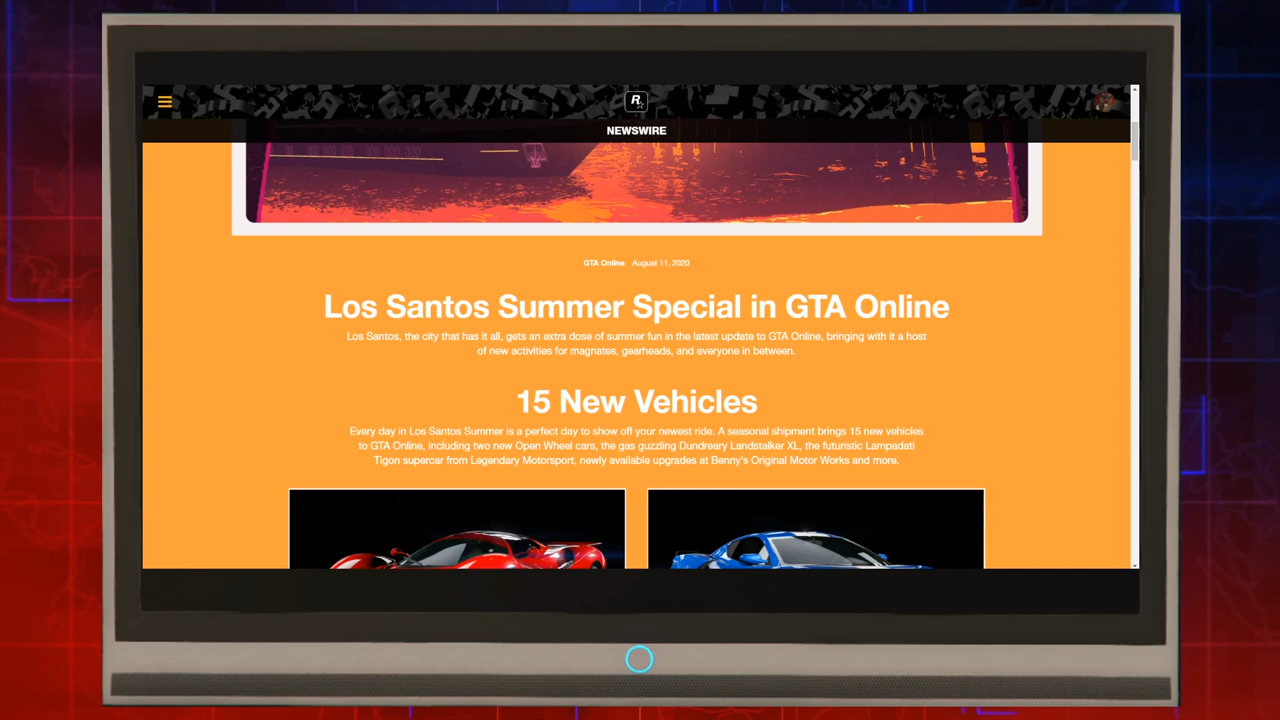 R
NEWSWIRE
GTA Online August 11, 2020
Los Santos Summer Special in GTA Online
Los Santos, the city that has it all, gets an extra dose of summer fun in the latest update to GTA Online, bringing with it a host
of new activities for magnates, gearheads, and everyone in between.
15 New Vehicles
Every day in Los Santos Summer is a perfect day to show off your newest ride. A seasonal shipment brings 15 new vehicles
to GTA Online, including two new Open Wheel cars, the gas guzzling Dundreary Landstalker XL, the futuristic Lampadati
Tigon supercar from Legendary Motorsport, newly available upgrades at Benny's Original Motor Works and more.